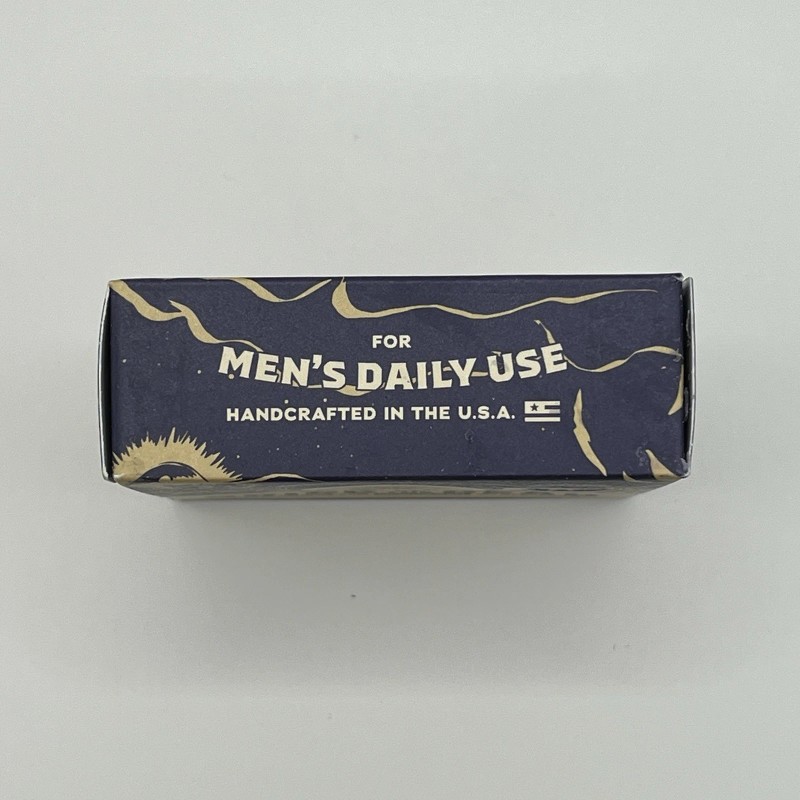 FOR
MEN'S DAILY USE
HANDCRAFTED IN THE U.S.A.